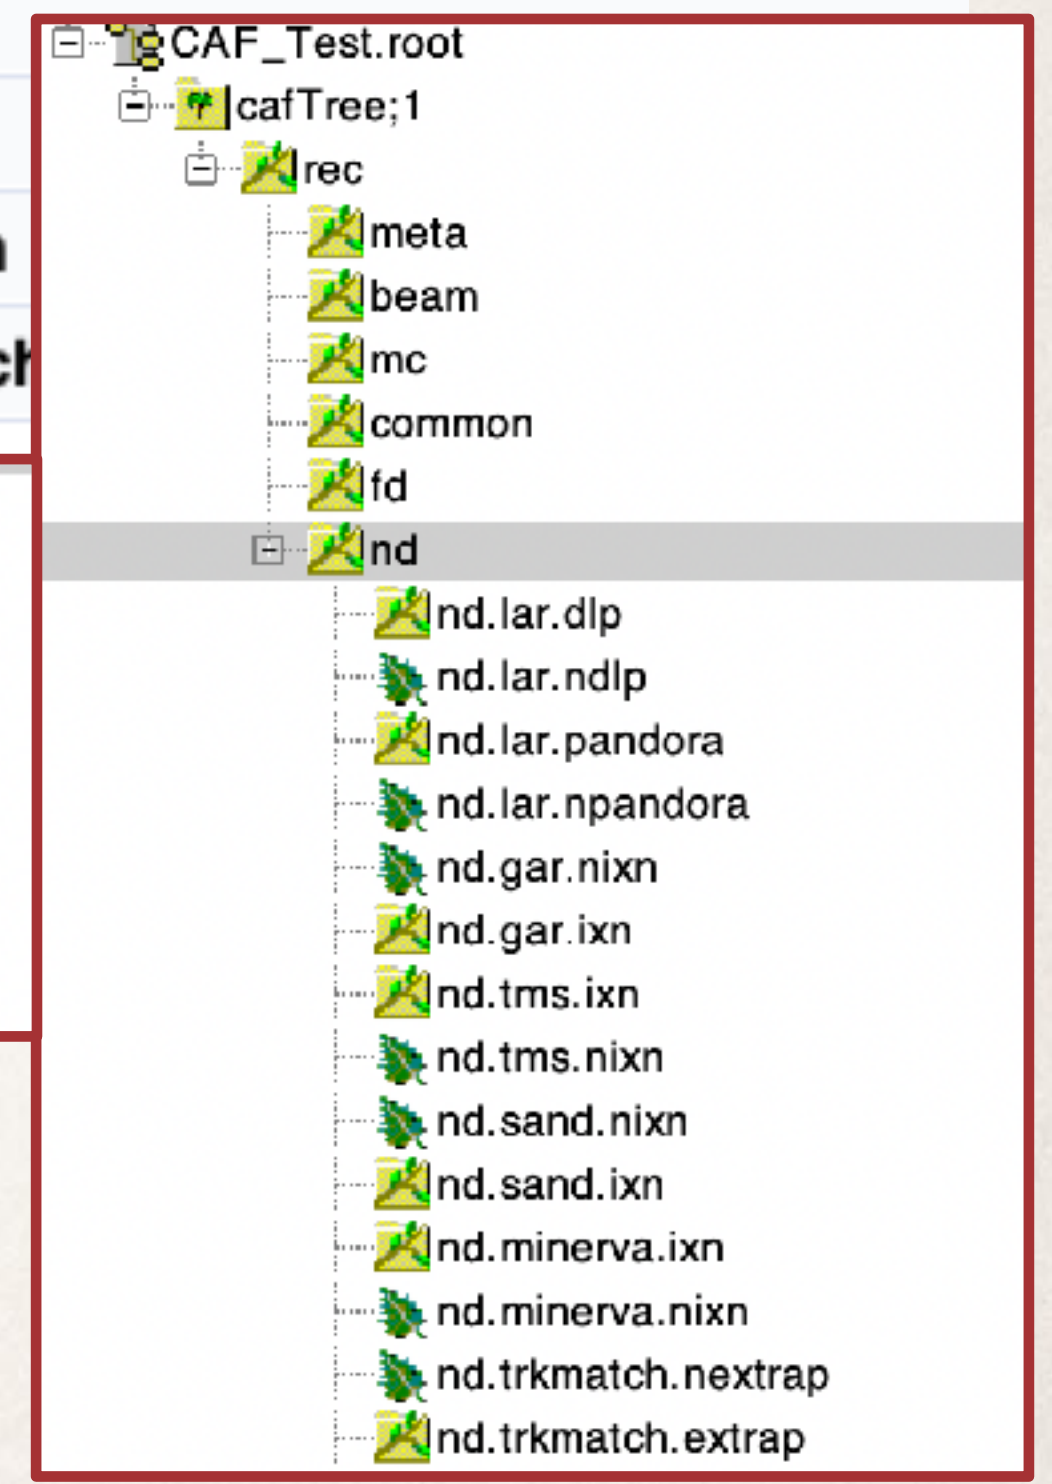 CAF_Test.root
cafTree;1
rec
meta
beam
mc
common
fd
nd
nd.lar.dlp
nd.lar.ndlp
nd.lar.pandora
nd.lar.npandora
nd.gar.nixn
nd.gar.ixn
nd.tms.ixn
nd.tms.nixn
nd.sand.nixn
nd.sand.ixn
nd.minerva.ixn
nd.minerva.nixn
nd.trkmatch.nextrap
nd.trkmatch.extrap